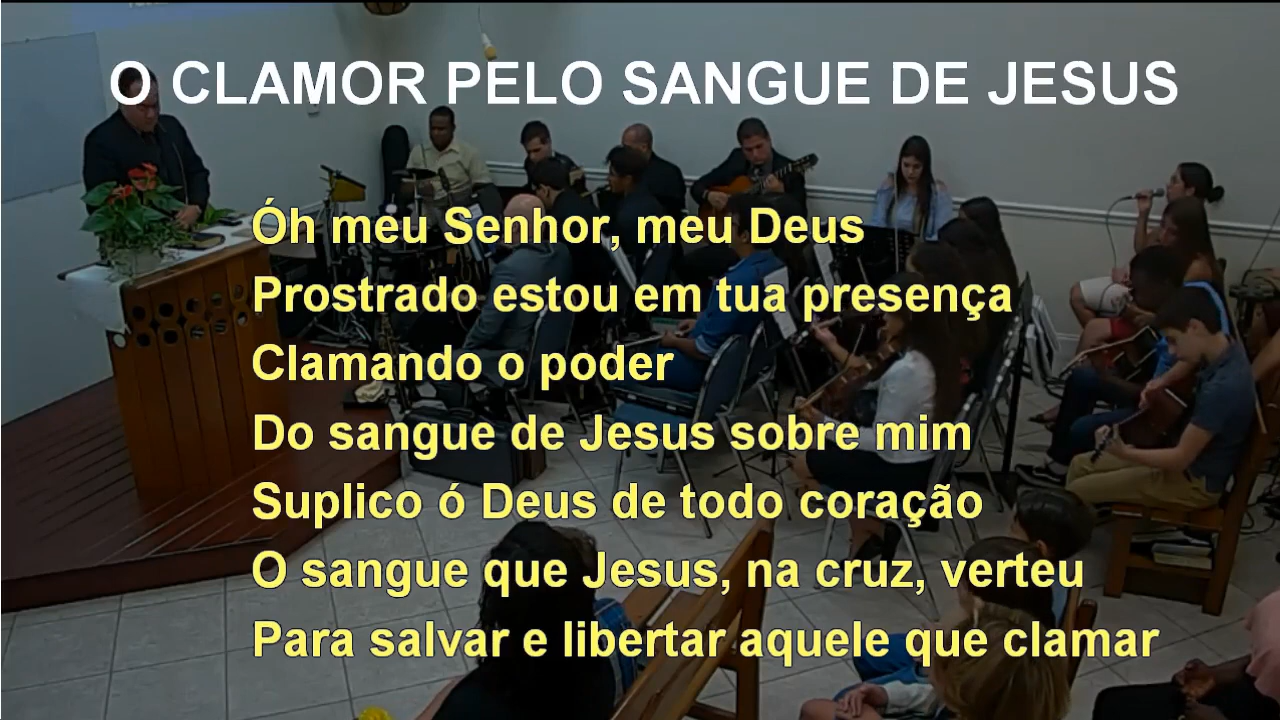 O CLAMOR PELO SANGUE DE JESUS
Óh meu Senhor, meu Deus
Prostrado estou em tua presença
Clamando o poder
Do sangue de Jesus sobre mim
Suplico ó Deus de todo coração
O sangue que Jesus, na cruz, verteu
Para salvar e libertar aquele que clamar